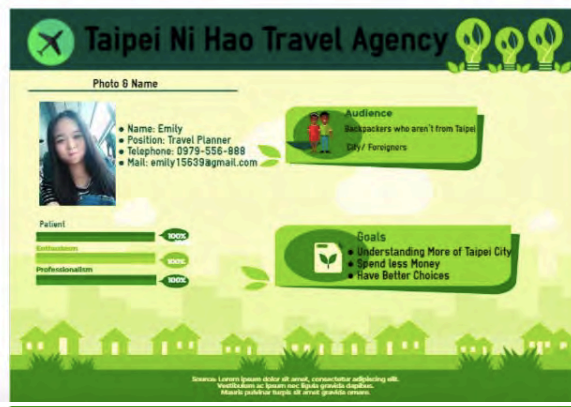 Taipei Ni Hao Travel Agency
Photo & Name
Name: Emily
Position: Travel Planner
Telephone: 0979-556-888
Mail: emily15639@gmail.com
Audience
Backpackers who aren't from Taipei
City/ Foreigners
Patient
100%
Enthusiasm
100%
Professionalism
100%
Goals
Understanding More of Taipei City
Spend less Money
Have Better Choices
Source: Lorem ipsum dolor sit amet, consectetur adipiscing elit.
Vestibulum ac ipsum nec ligula gravida dapibus.
Mauris pulvinar turpis sit amet gravida ornare.